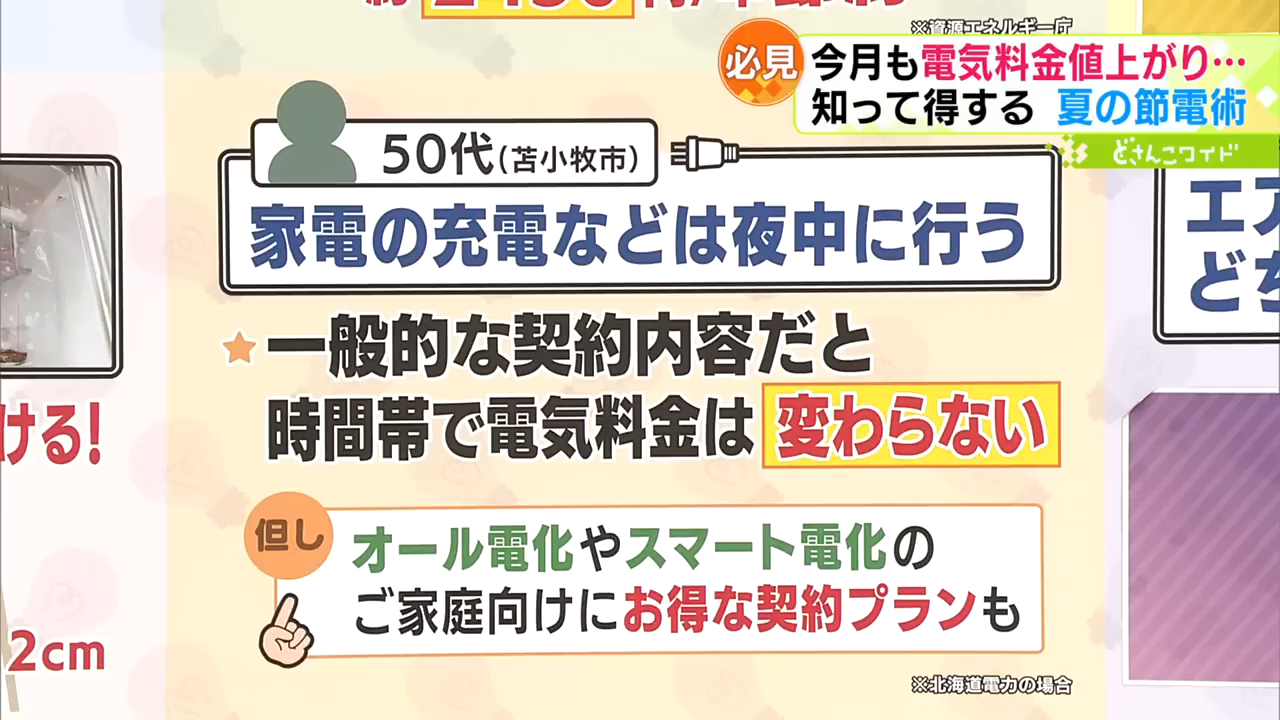 ※資源エネルギー庁
必見
今月も電気料金値上がり…
知って得する 夏の節電術
どさんこワイド
50代(苫小牧市)
家電の充電などは夜中に行う
★一般的な契約内容だと
時間帯で電気料金は変わらない
但し
オール電化やスマート電化の
ご家庭向けにお得な契約プランも
※北海道電力の場合
ける!
2cm
エア
どち